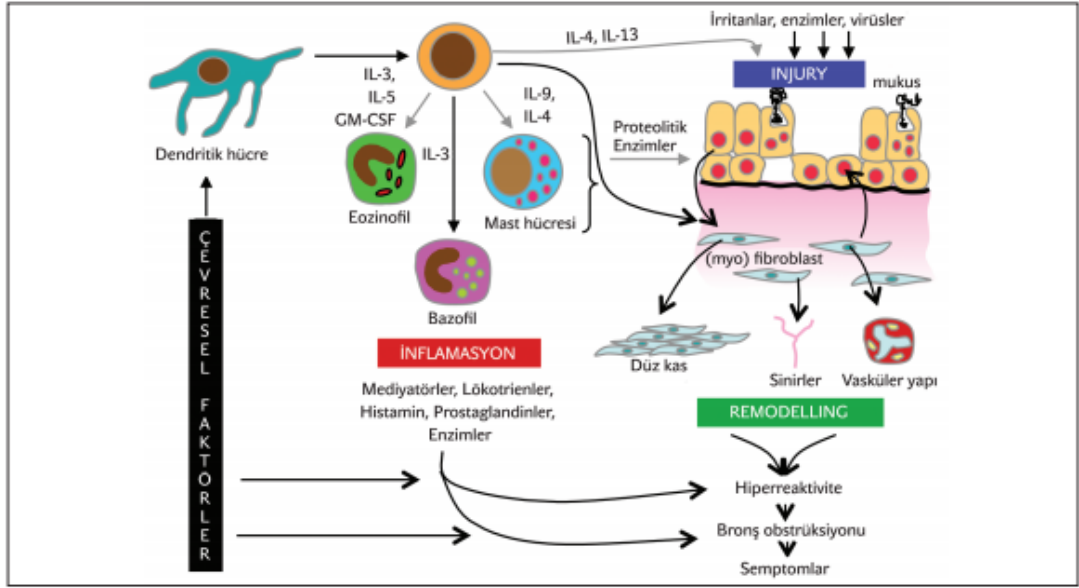 İrritanlar, enzimler, virüsler
IL-4, IL-13
INJURY
mukus
IL-3,
IL-5
GM-CSF
IL-9,
IL-4
IL-3
Proteolitik
Enzimler
Dendritik hücre
Eozinofil
Mast hücresi
Bazofil
(myo) fibroblast
ÇEVRESEL FAKTÖRLER
İNFLAMASYON
Düz kas
Sinirler
Vasküler yapı
Mediyatörler, Lökotrienler,
Histamin, Prostaglandinler,
Enzimler
REMODELLING
Hiperreaktivite
Bronş obstrüksiyonu
Semptomlar